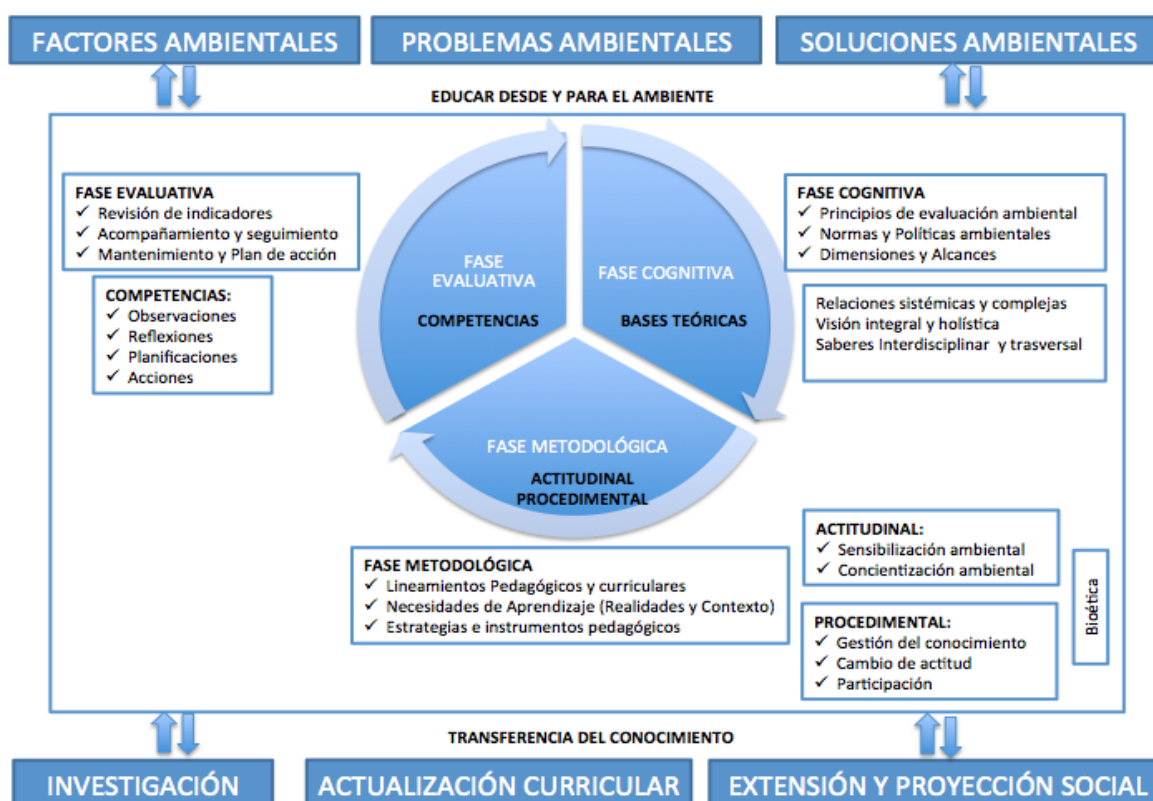 FACTORES AMBIENTALES
PROBLEMAS AMBIENTALES
SOLUCIONES AMBIENTALES
EDUCAR DESDE Y PARA EL AMBIENTE
FASE EVALUATIVA
✓ Revisión de indicadores
✓ Acompañamiento y seguimiento
✓ Mantenimiento y Plan de acción
COMPETENCIAS:
✓ Observaciones
✓ Reflexiones
✓ Planificaciones
✓ Acciones
FASE
EVALUATIVA
COMPETENCIAS
FASE COGNITIVA
BASES TEÓRICAS
FASE METODOLÓGICA
ACTITUDINAL
PROCEDIMENTAL
FASE COGNITIVA
✓ Principios de evaluación ambiental
✓ Normas y Políticas ambientales
✓ Dimensiones y Alcances
Relaciones sistémicas y complejas
Visión integral y holística
Saberes Interdisciplinar y trasversal
FASE METODOLÓGICA
✓ Lineamientos Pedagógicos y curriculares
✓ Necesidades de Aprendizaje (Realidades y Contexto)
✓ Estrategias e instrumentos pedagógicos
ACTITUDINAL:
✓ Sensibilización ambiental
✓ Concientización ambiental
PROCEDIMENTAL:
✓ Gestión del conocimiento
✓ Cambio de actitud
✓ Participación
Bioética
TRANSFERENCIA DEL CONOCIMIENTO
INVESTIGACIÓN
ACTUALIZACIÓN CURRICULAR
EXTENSIÓN Y PROYECCIÓN SOCIAL